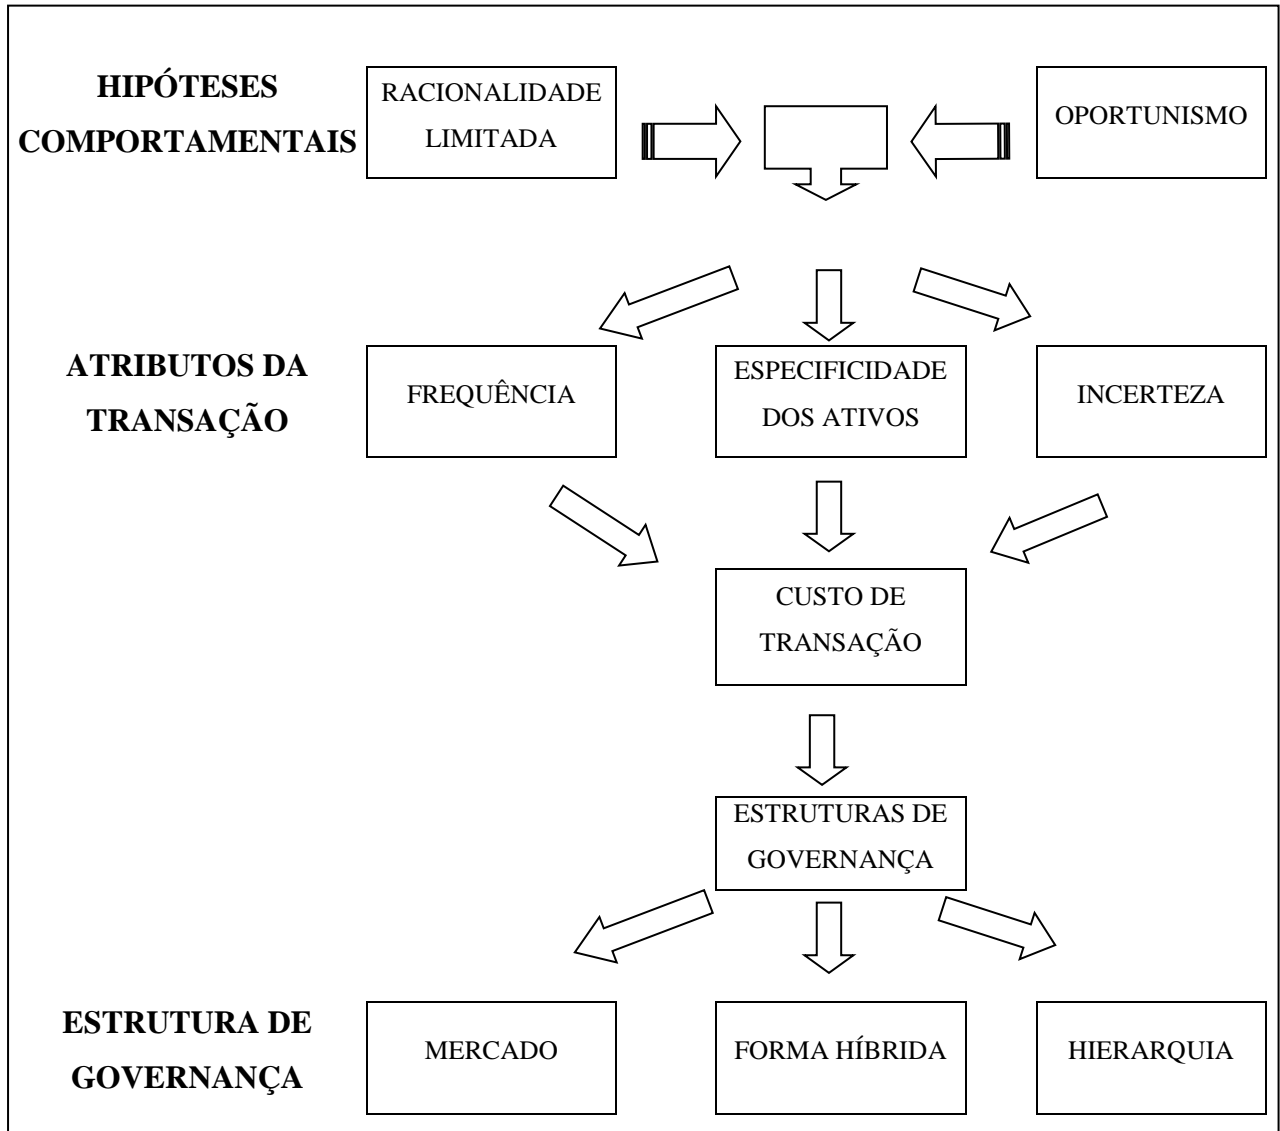 HIPÓTESES
COMPORTAMENTAIS
RACIONALIDADE
LIMITADA
OPORTUNISMO
ATRIBUTOS DA
TRANSAÇÃO
FREQUÊNCIA
ESPECIFICIDADE
DOS ATIVOS
INCERTEZA
CUSTO DE
TRANSAÇÃO
ESTRUTURAS DE
GOVERNANÇA
ESTRUTURA DE
GOVERNANÇA
MERCADO
FORMA HÍBRIDA
HIERARQUIA